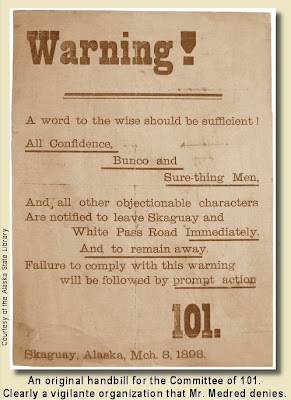 Warning!
A word to the wise should be sufficient!
All Confidence,
Bunco and
Sure-thing Men,
And, all other objectionable characters
Are notified to leave Skaguay and
White Pass Road Immediately.
And to remain away.
Failure to comply with this warning
will be followed by prompt action
101.
Skaguay, Alaska, Mch. 8, 1898.
Courtesy of the Alaska State Library
An original handbill for the Committee of 101.
Clearly a vigilante organization that Mr. Medred denies.